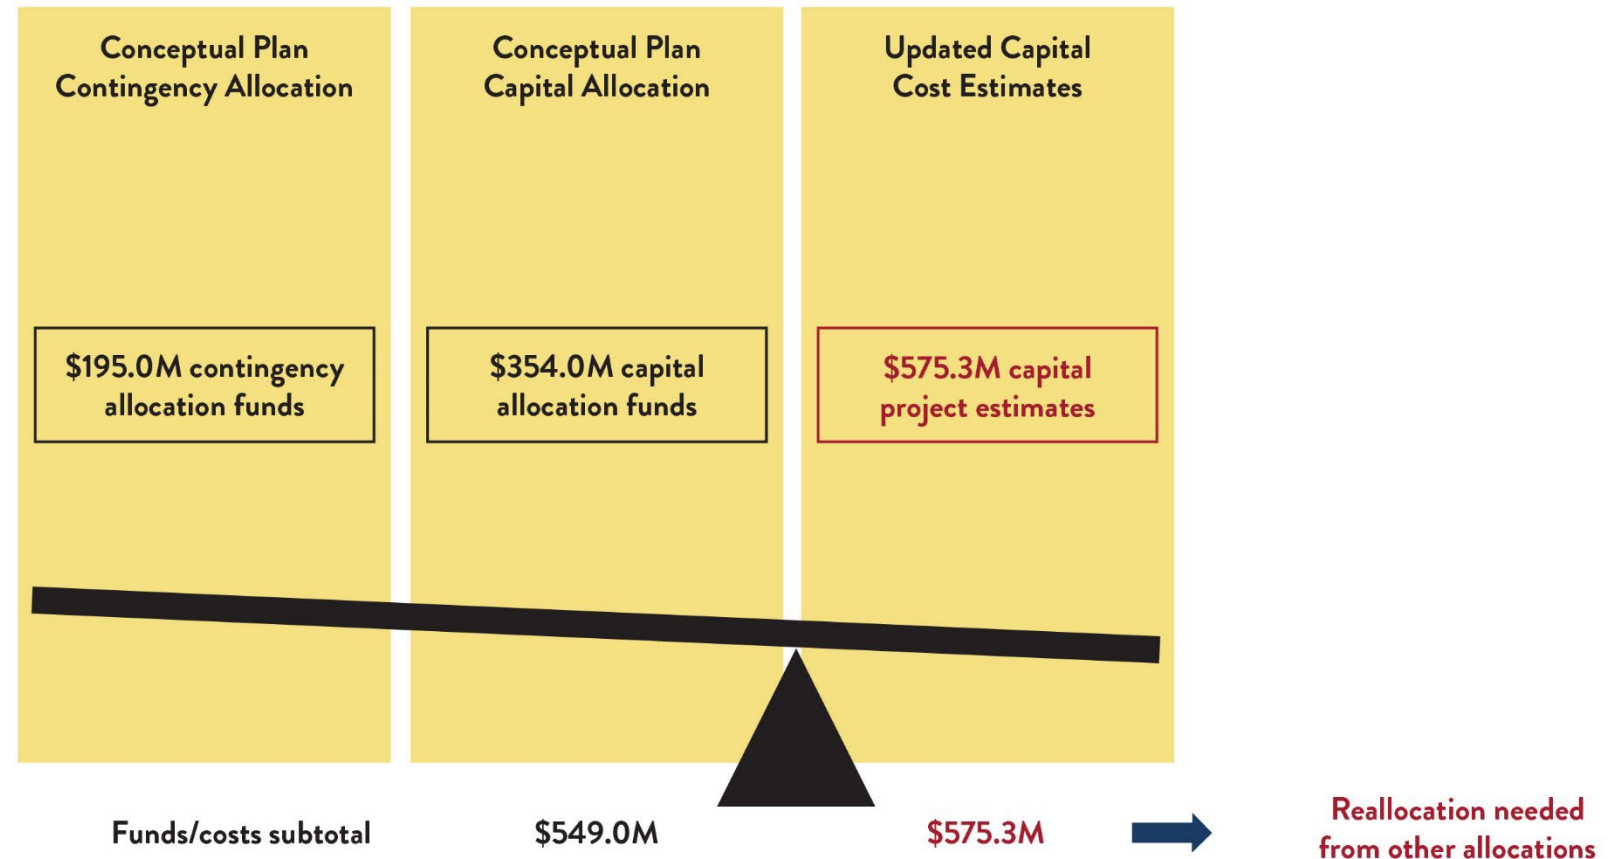 Conceptual Plan
Contingency Allocation
Conceptual Plan
Capital Allocation
Updated Capital
Cost Estimates
$195.0M contingency
allocation funds
$354.0M capital
allocation funds
$575.3M capital
project estimates
Funds/costs subtotal
$549.0M
$575.3M
Reallocation needed
from other allocations